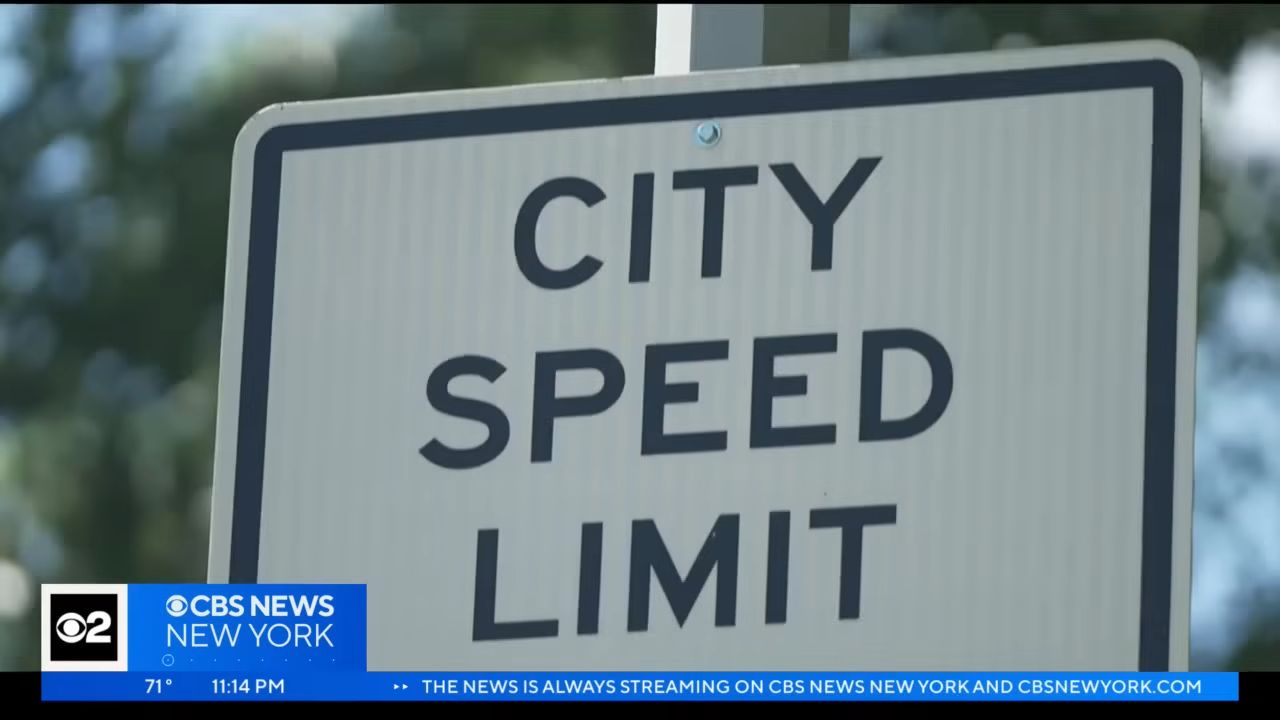 CITY
SPEED
LIMIT
2
CBS NEWS
NEW YORK
71° 11:14 PM THE NEWS IS ALWAYS STREAMING ON CBS NEWS NEW YORK AND CBSNEWYORK.COM